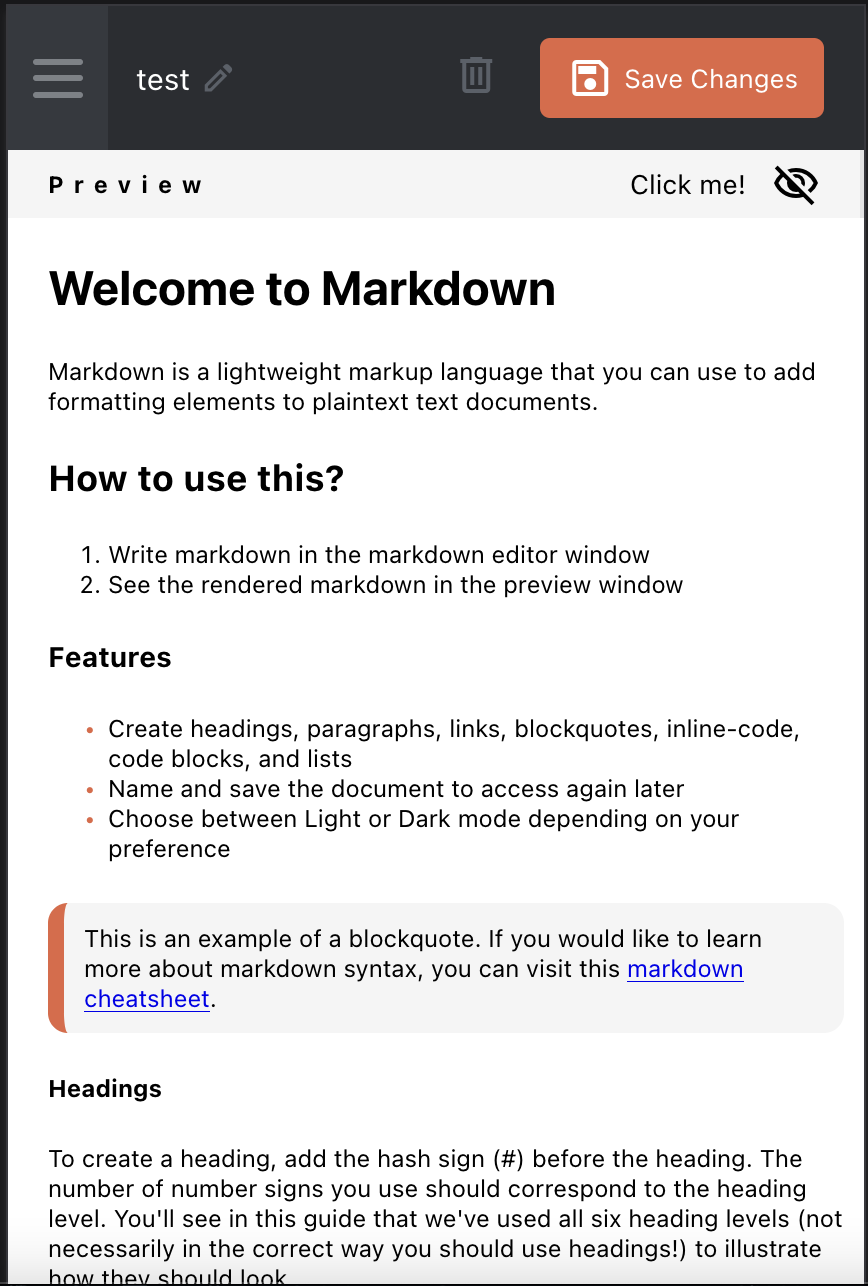 test
Save Changes
Preview
Click me!
Welcome to Markdown
Markdown is a lightweight markup language that you can use to add
formatting elements to plaintext text documents.
How to use this?
1. Write markdown in the markdown editor window
2. See the rendered markdown in the preview window
Features
• Create headings, paragraphs, links, blockquotes, inline-code,
code blocks, and lists
• Name and save the document to access again later
• Choose between Light or Dark mode depending on your
preference
This is an example of a blockquote. If you would like to learn
more about markdown syntax, you can visit this markdown
cheatsheet.
Headings
To create a heading, add the hash sign (#) before the heading. The
number of number signs you use should correspond to the heading
level. You'll see in this guide that we've used all six heading levels (not
necessarily in the correct way you should use headings!) to illustrate
how they should look